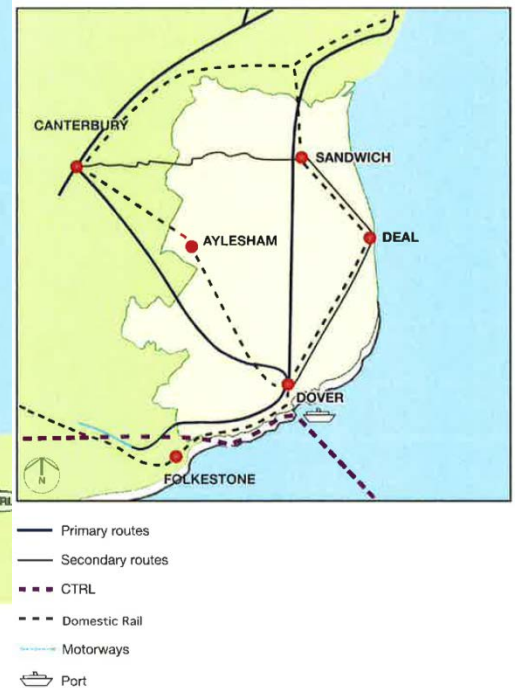 CANTERBURY
SANDWICH
AYLESHAM
DEAL
DOVER
FOLKESTONE
N
Primary routes
Secondary routes
CTRL
Domestic Rail
Motorways
Port